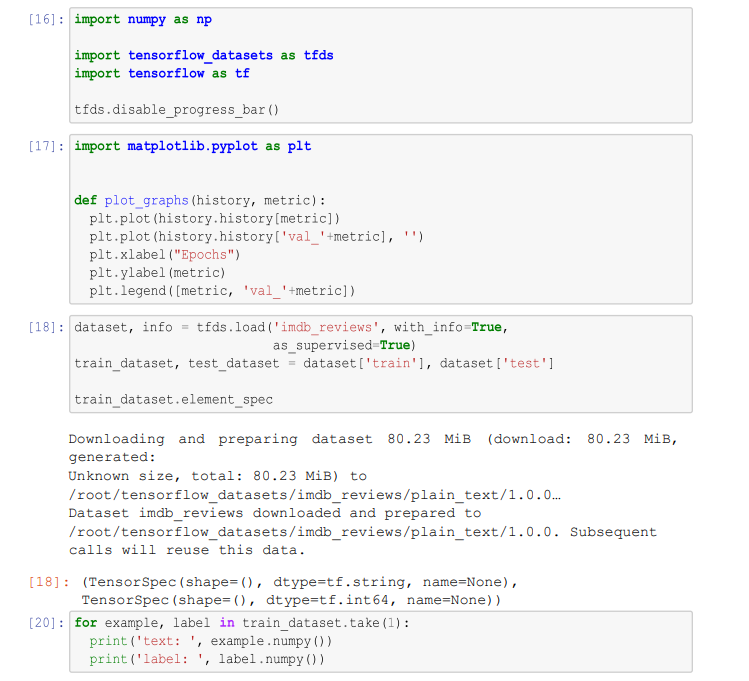 [16]: import numpy as np
import tensorflow_datasets as tfds
import tensorflow as tf
tfds.disable_progress_bar()
[17]: import matplotlib.pyplot as plt
def plot_graphs(history, metric):
  plt.plot(history.history[metric])
  plt.plot(history.history['val_'+metric], '')
  plt.xlabel("Epochs")
  plt.ylabel(metric)
  plt.legend([metric, 'val_'+metric])
[18]: dataset, info = tfds.load('imdb_reviews', with_info=True,
                          as_supervised=True)
train_dataset, test_dataset = dataset['train'], dataset['test']
train_dataset.element_spec
Downloading and preparing dataset 80.23 MiB (download: 80.23 MiB,
generated:
Unknown size, total: 80.23 MiB) to
/root/tensorflow_datasets/imdb_reviews/plain_text/1.0.0…
Dataset imdb_reviews downloaded and prepared to
/root/tensorflow_datasets/imdb_reviews/plain_text/1.0.0. Subsequent
calls will reuse this data.
[18]: (TensorSpec(shape=(), dtype=tf.string, name=None),
TensorSpec(shape=(), dtype=tf.int64, name=None))
[20]: for example, label in train_dataset.take(1):
  print('text: ', example.numpy())
  print('label: ', label.numpy())